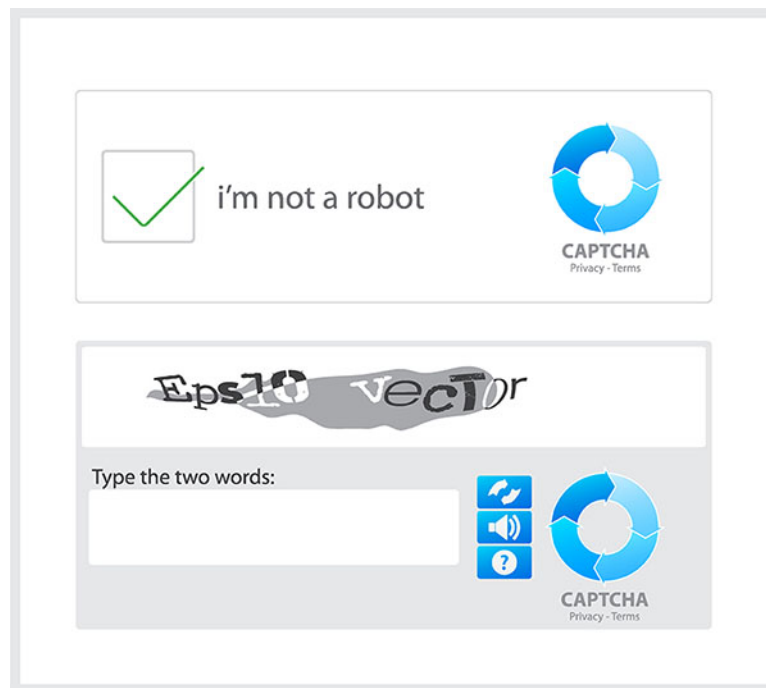 i'm not a robot
CAPTCHA
Privacy - Terms
Eps10 vecTor
Type the two words:
?
CAPTCHA
Privacy - Terms